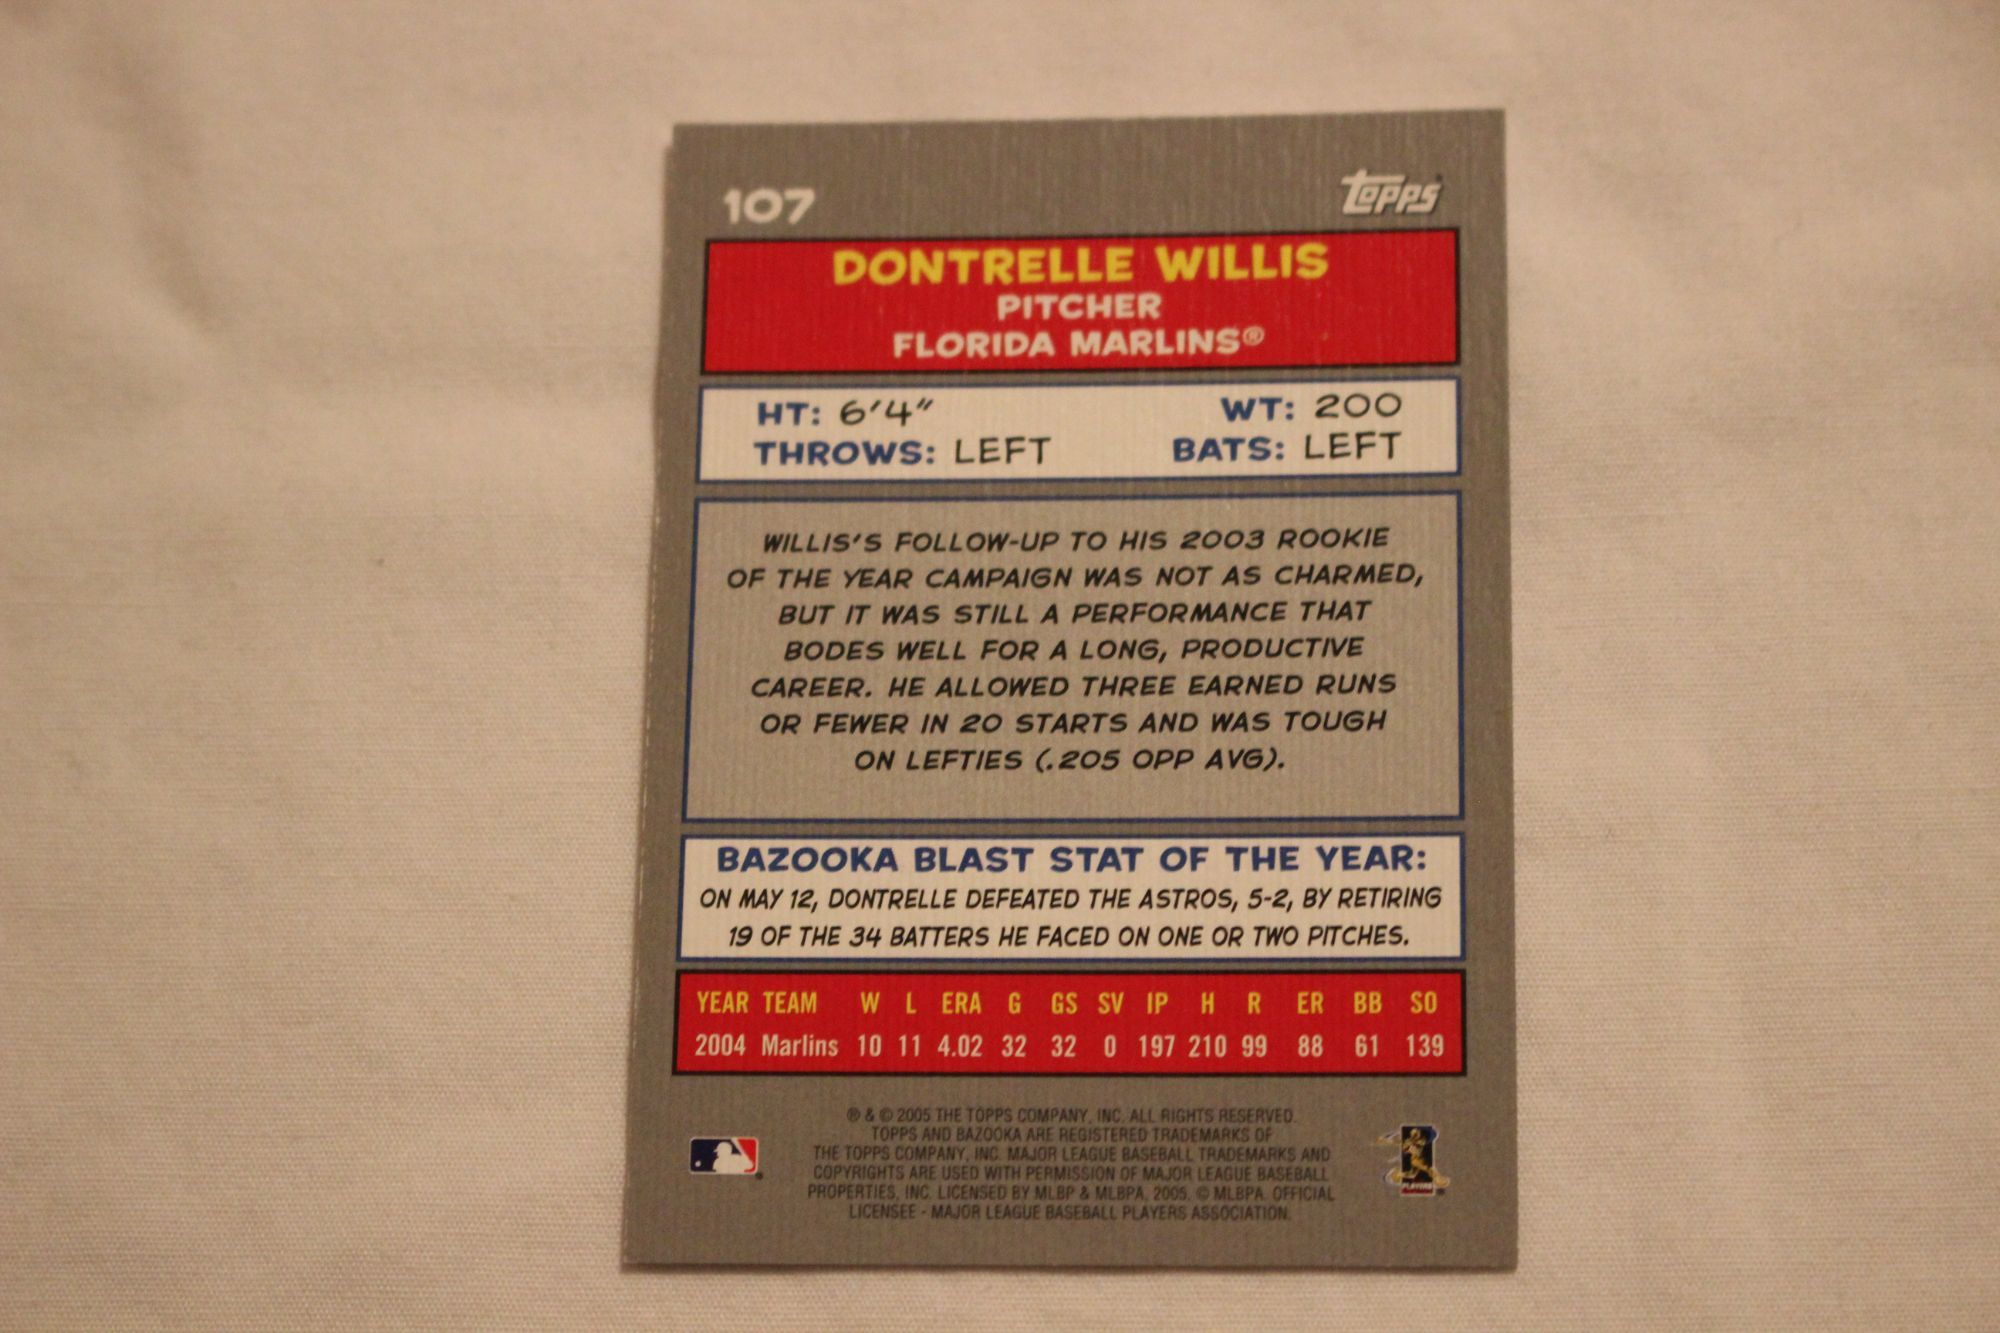 107
Topps
DONTRELLE WILLIS
PITCHER
FLORIDA MARLINS®
HT: 6'4" WT: 200
THROWS: LEFT BATS: LEFT
WILLIS'S FOLLOW-UP TO HIS 2003 ROOKIE
OF THE YEAR CAMPAIGN WAS NOT AS CHARMED,
BUT IT WAS STILL A PERFORMANCE THAT
BODES WELL FOR A LONG, PRODUCTIVE
CAREER. HE ALLOWED THREE EARNED RUNS
OR FEWER IN 20 STARTS AND WAS TOUGH
ON LEFTIES (.205 OPP AVG).
BAZOOKA BLAST STAT OF THE YEAR:
ON MAY 12, DONTRELLE DEFEATED THE ASTROS, 5-2, BY RETIRING
19 OF THE 34 BATTERS HE FACED ON ONE OR TWO PITCHES.
YEAR TEAM W L ERA G GS SV IP H R ER BB SO
2004 Marlins 10 11 4.02 32 32 0 197 210 99 88 61 139
® & © 2005 THE TOPPS COMPANY, INC. ALL RIGHTS RESERVED.
TOPPS AND BAZOOKA ARE REGISTERED TRADEMARKS OF
THE TOPPS COMPANY, INC. MAJOR LEAGUE BASEBALL TRADEMARKS AND
COPYRIGHTS ARE USED WITH PERMISSION OF MAJOR LEAGUE BASEBALL
PROPERTIES, INC. LICENSED BY MLBP & MLBPA, 2005. © MLBPA. OFFICIAL
LICENSEE - MAJOR LEAGUE BASEBALL PLAYERS ASSOCIATION.
PLAYERS